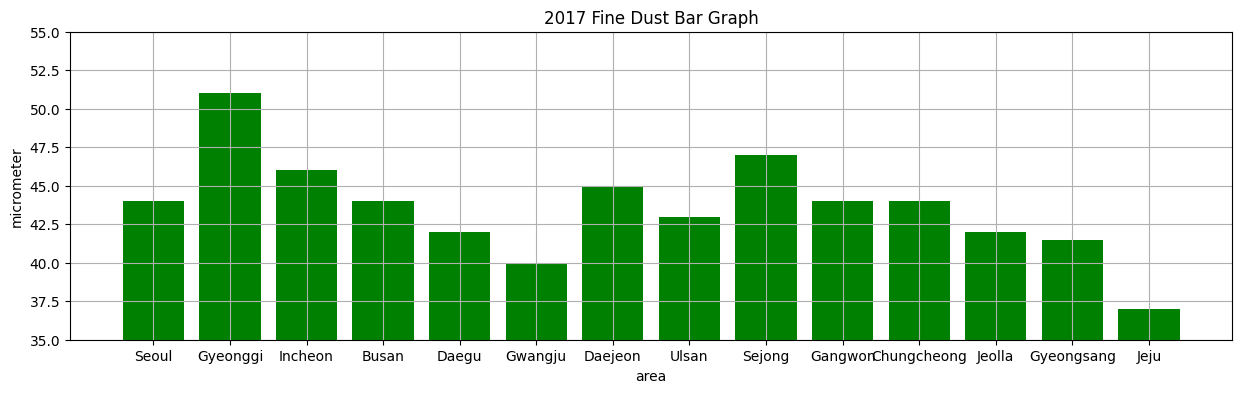 2017 Fine Dust Bar Graph
55.0
52.5
50.0
47.5
45.0
42.5
40.0
37.5
35.0
micrometer
Seoul Gyeonggi Incheon Busan Daegu Gwangju Daejeon Ulsan Sejong Gangwon Chungcheong Jeolla Gyeongsang Jeju
area